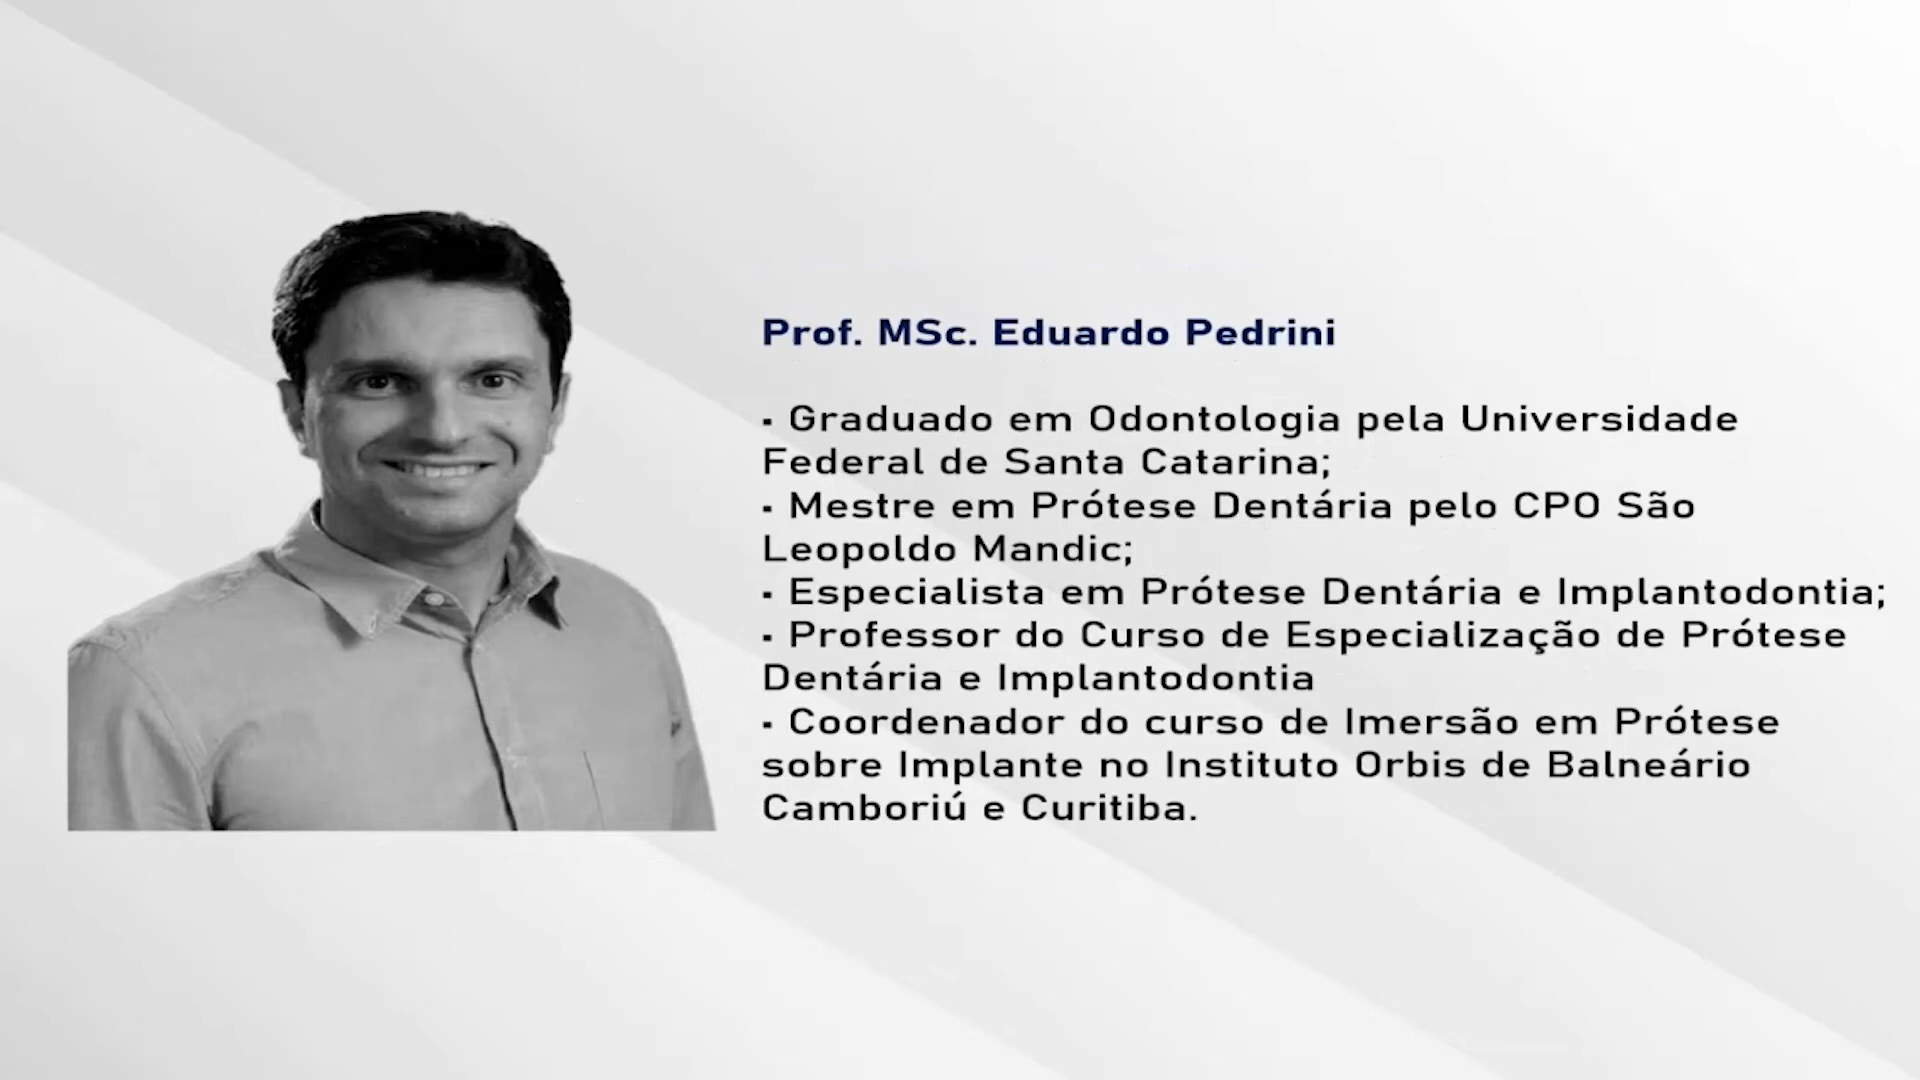 Prof. MSc. Eduardo Pedrini
- Graduado em Odontologia pela Universidade
Federal de Santa Catarina;
- Mestre em Prótese Dentária pelo CPO São
Leopoldo Mandic;
- Especialista em Prótese Dentária e Implantodontia;
- Professor do Curso de Especialização de Prótese
Dentária e Implantodontia
- Coordenador do curso de Imersão em Prótese
sobre Implante no Instituto Orbis de Balneário
Camboriú e Curitiba.